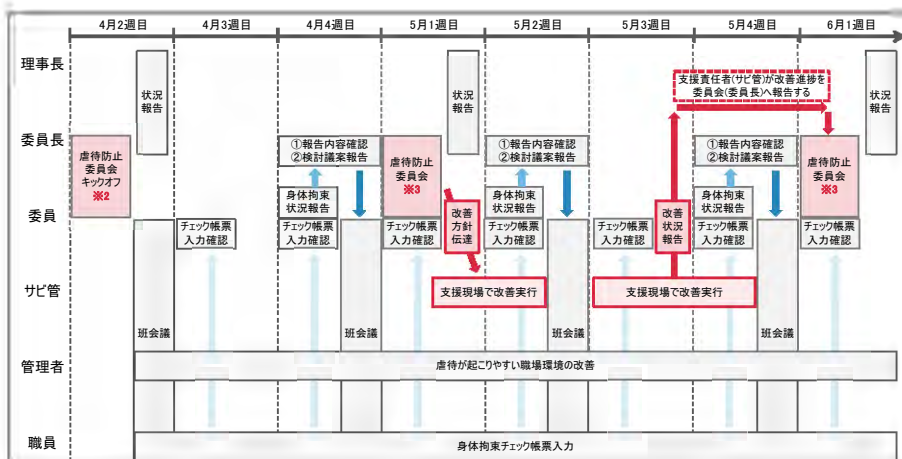 4月2週目 4月3週目 4月4週目 5月1週目 5月2週目 5月3週目 5月4週目 6月1週目
理事長
状況
報告
状況
報告
支援責任者(サビ管)が改善進捗を
委員会(委員長)へ報告する
状況
報告
委員長
虐待防止
委員会
キックオフ
※2
①報告内容確認
②検討議案報告
虐待防止
委員会
※3
①報告内容確認
②検討議案報告
①報告内容確認
②検討議案報告
虐待防止
委員会
※3
身体拘束
状況報告
身体拘束
状況報告
身体拘束
状況報告
委員
チェック帳票
入力確認
チェック帳票
入力確認
チェック帳票
入力確認
改善
方針
伝達
チェック帳票
入力確認
チェック帳票
入力確認
改善
状況
報告
チェック帳票
入力確認
チェック帳票
入力確認
サビ管
支援現場で改善実行
支援現場で改善実行
班会議
班会議
班会議
班会議
管理者
虐待が起こりやすい職場環境の改善
職員
身体拘束チェック帳票入力